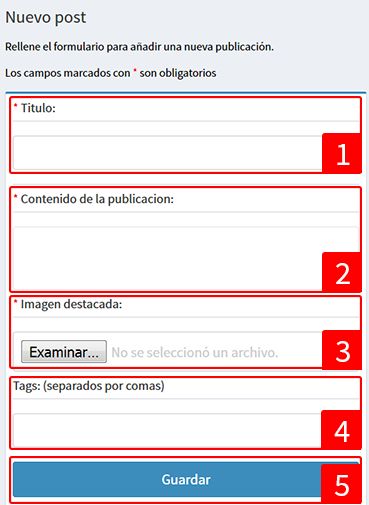 Nuevo post
Rellene el formulario para añadir una nueva publicación.
Los campos marcados con * son obligatorios
* Titulo:
1
* Contenido de la publicacion:
2
* Imagen destacada:
Examinar... No se seleccionó un archivo.
3
Tags: (separados por comas)
4
Guardar
5